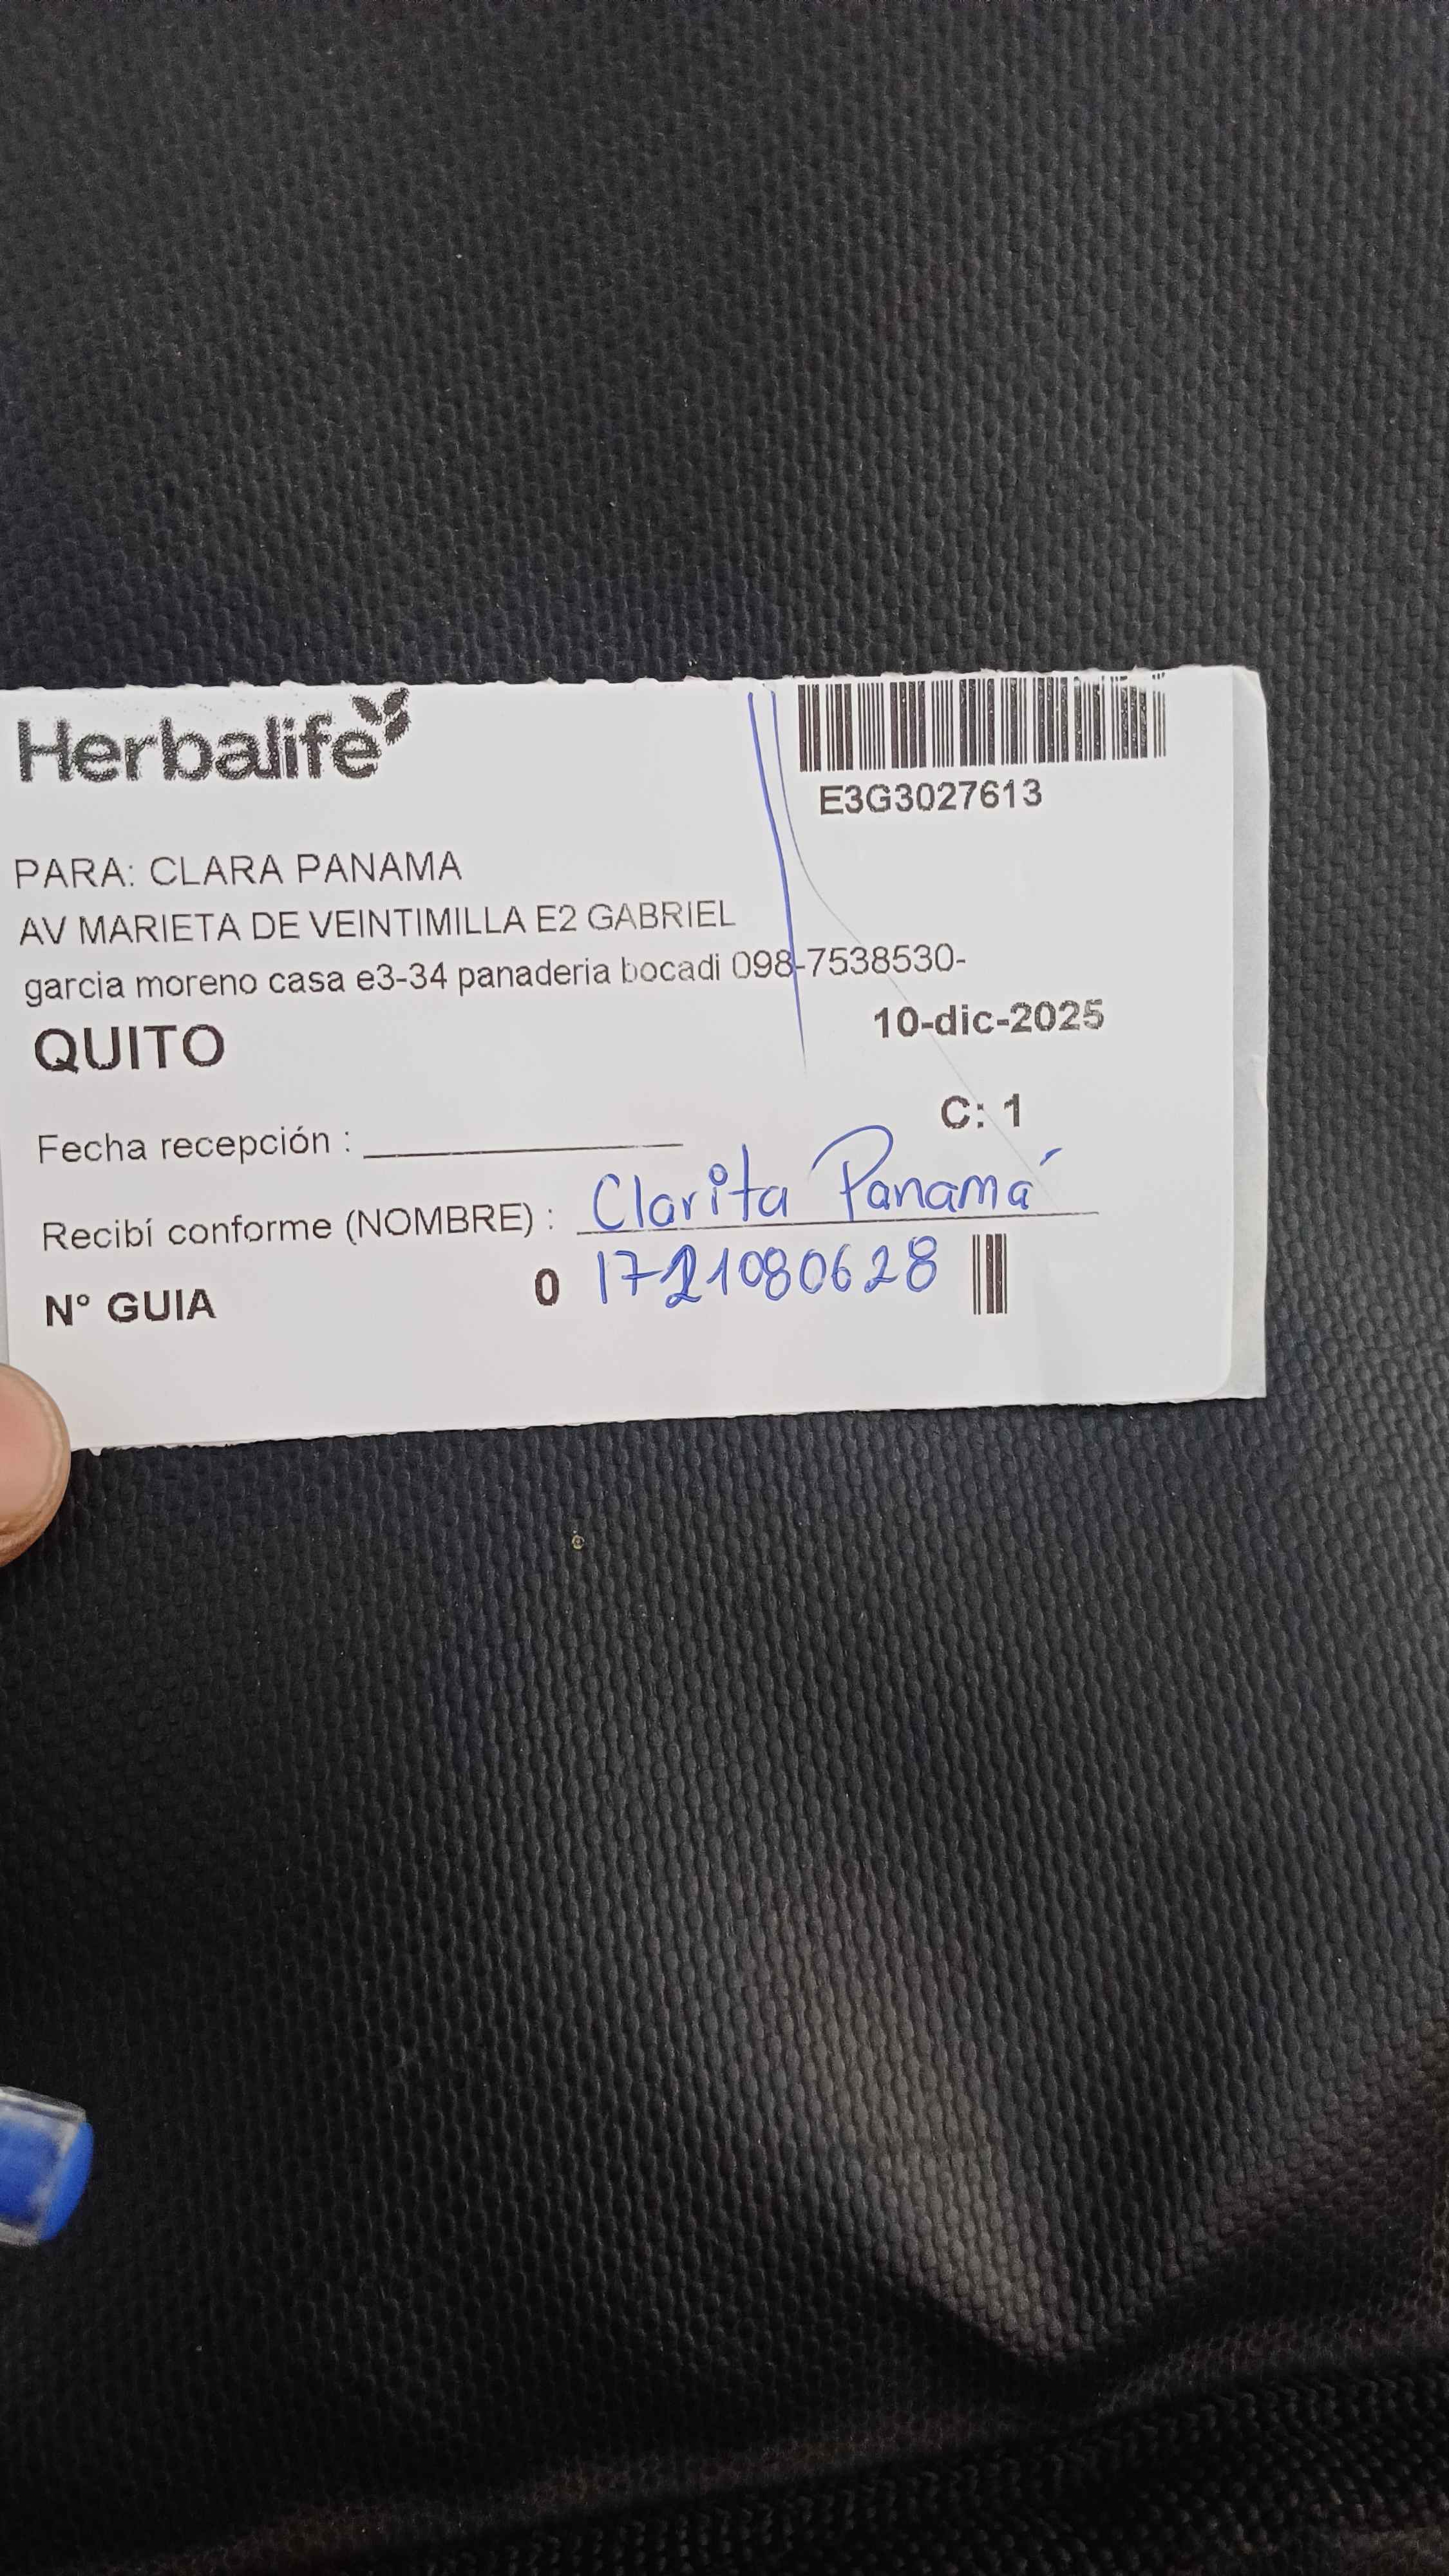 Herbalife
E3G3027613
PARA: CLARA PANAMA
AV MARIETA DE VEINTIMILLA E2 GABRIEL
garcia moreno casa e3-34 panaderia bocadi 098-7538530-
QUITO
10-dic-2025
C: 1
Fecha recepción :
Recibí conforme (NOMBRE) : Clarita Panamá
N° GUIA 0 1721080628